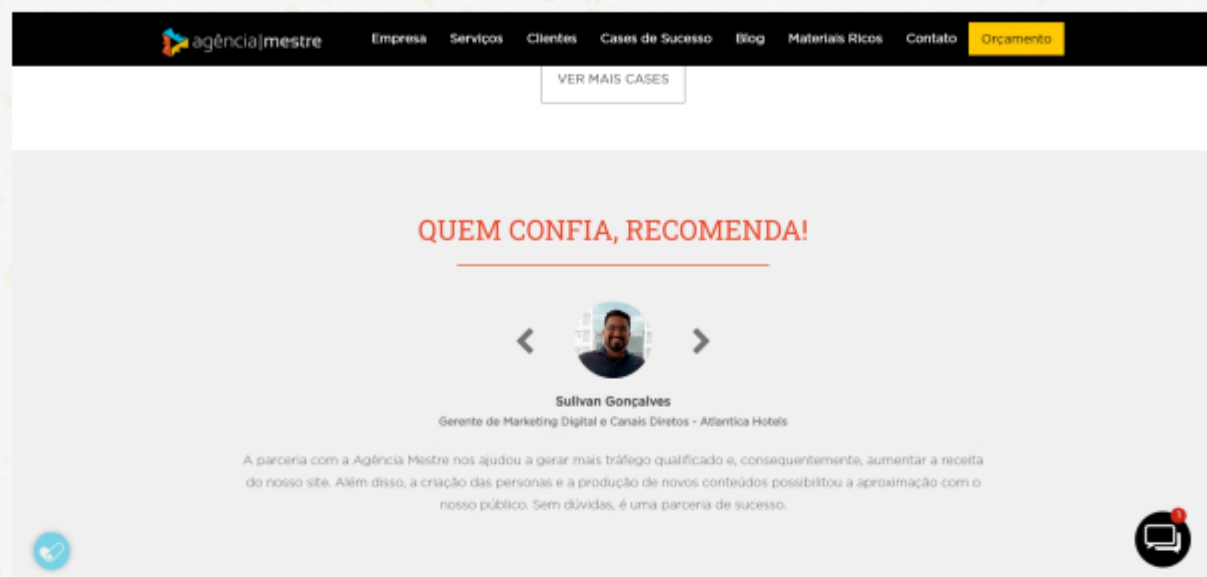 agência|mestre
Empresa Serviços Clientes Cases de Sucesso Blog Materiais Ricos Contato Orçamento
VER MAIS CASES
QUEM CONFIA, RECOMENDA!
Sulivan Gonçalves
Gerente de Marketing Digital e Canais Diretos - Atlantica Hotels
A parceria com a Agência Mestre nos ajudou a gerar mais tráfego qualificado e, consequentemente, aumentar a receita
do nosso site. Além disso, a criação das personas e a produção de novos conteúdos possibilitou a aproximação com o
nosso público. Sem dúvidas, é uma parceria de sucesso.
1